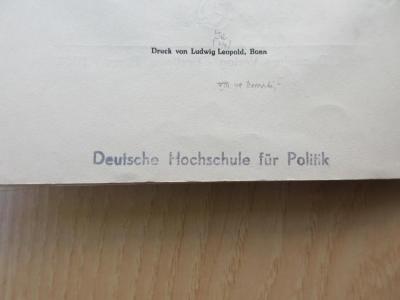 Druck von Ludwig Leopold, Bonn
Deutsche Hochschule für Politik